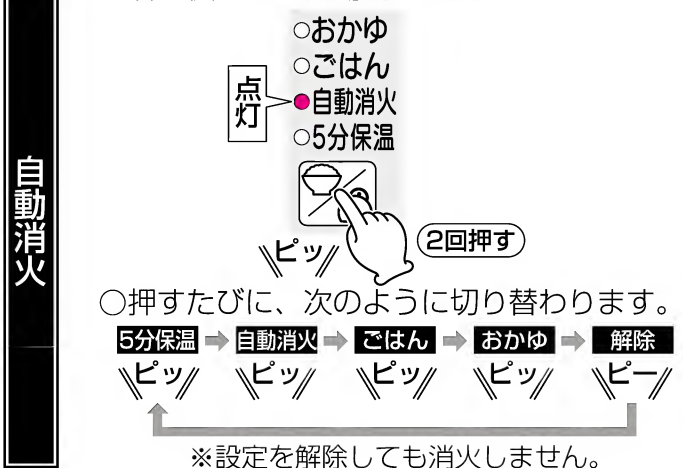 自動消火
○おかゆ
○ごはん
点灯
●自動消火
○5分保温
ピッ
2回押す
○押すたびに、次のように切り替わります。
5分保温 ➡ 自動消火 ➡ ごはん ➡ おかゆ ➡ 解除
ピッ ピッ ピッ ピッ ピー
※設定を解除しても消火しません。